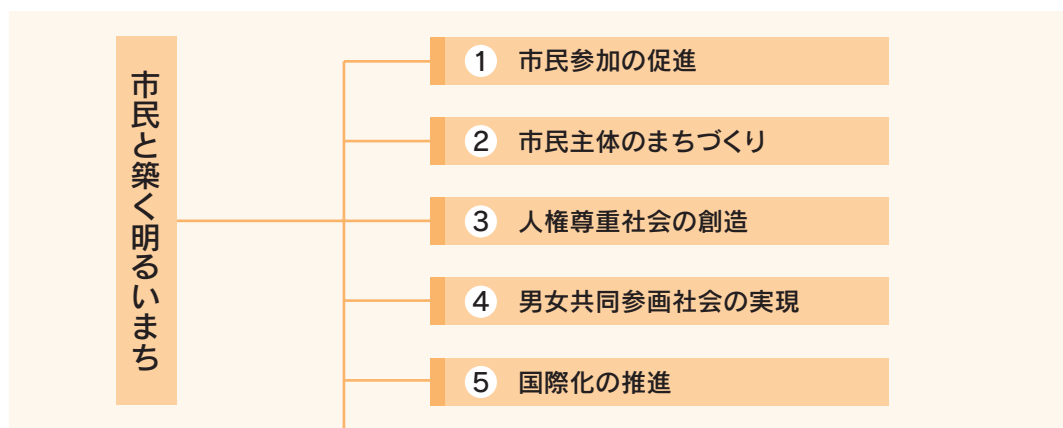 市民と築く明るいまち
① 市民参加の促進
② 市民主体のまちづくり
③ 人権尊重社会の創造
④ 男女共同参画社会の実現
⑤ 国際化の推進